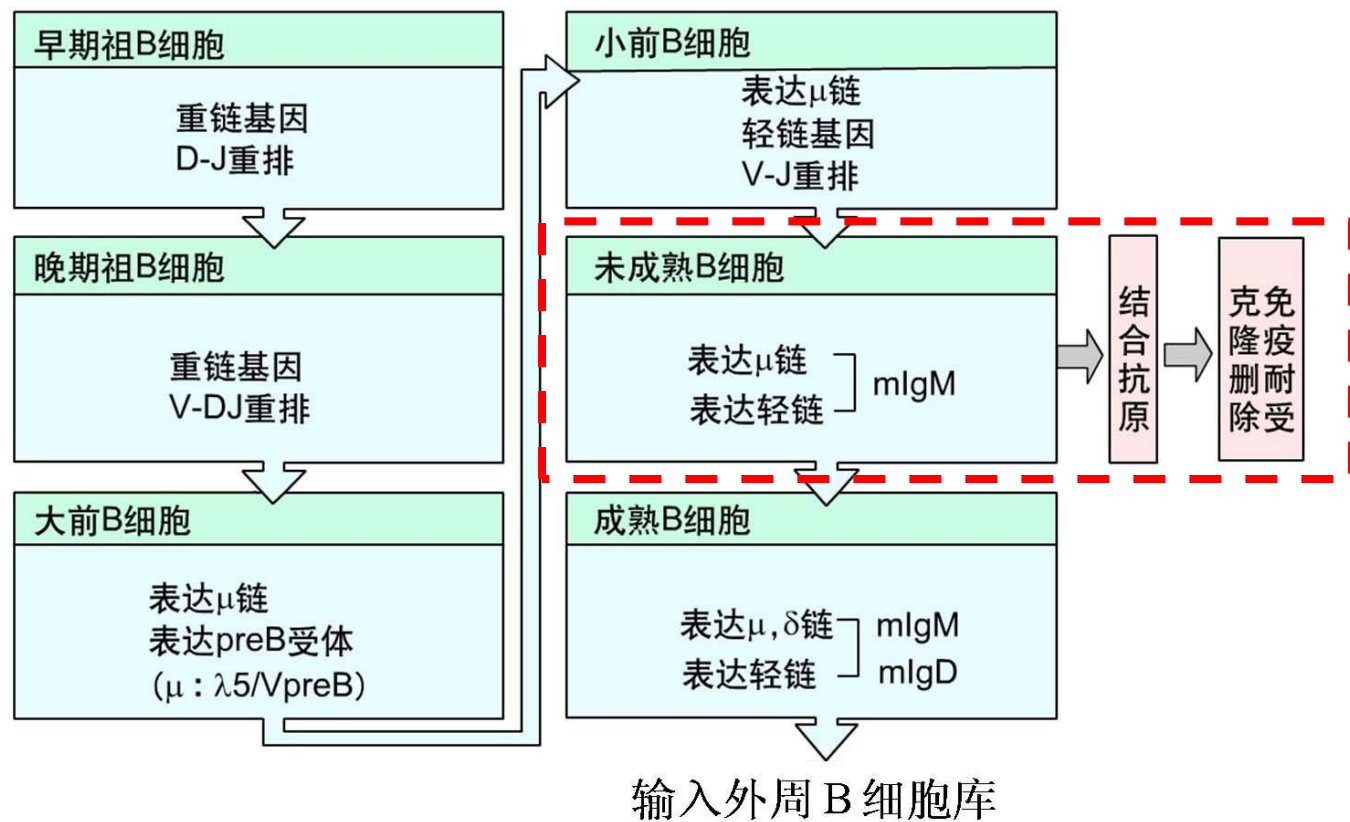 早期祖B细胞
重链基因
D-J重排
晚期祖B细胞
重链基因
V-DJ重排
大前B细胞
表达μ链
表达preB受体
(μ:λ5/VpreB)
小前B细胞
表达μ链
轻链基因
V-J重排
未成熟B细胞
表达μ链
表达轻链
mIgM
结合抗原
克隆删除
免疫耐受
成熟B细胞
表达μ,δ链
表达轻链
mIgM
mIgD
输入外周B细胞库